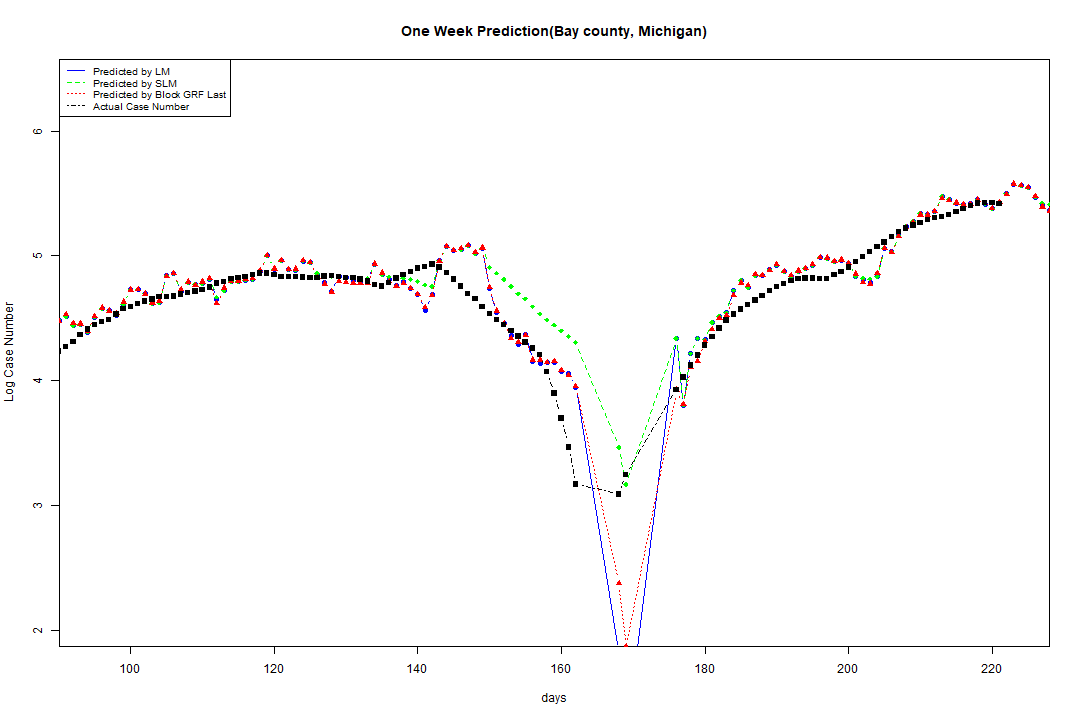 One Week Prediction(Bay county, Michigan)
Predicted by LM
Predicted by SLM
Predicted by Block GRF Last
Actual Case Number
6
5
4
3
2
Log Case Number
100 120 140 160 180 200 220
days